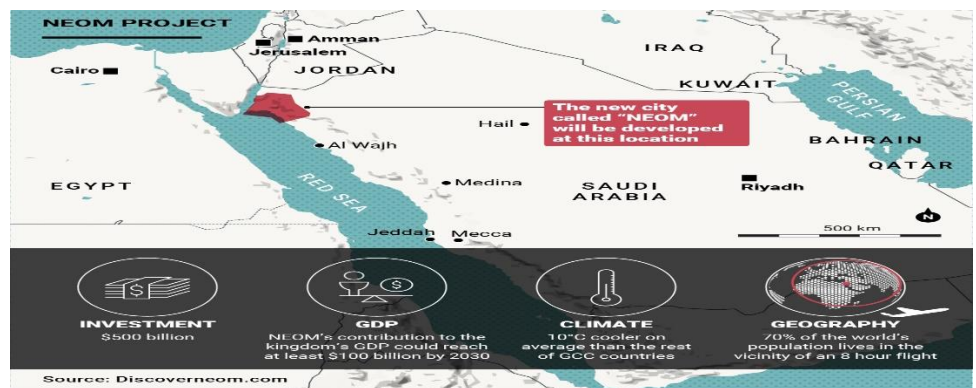 NEOM PROJECT
Amman
Jerusalem
IRAQ
Cairo
JORDAN
KUWAIT
PERSIAN
GULF
The new city
called “NEOM”
will be developed
at this location
Hail
Al Wajh
BAHRAIN
QATAR
EGYPT
RED SEA
Medina
SAUDI
ARABIA
Riyadh
N
500 km
Jeddah
Mecca
INVESTMENT
$500 billion
GDP
NEOM’s contribution to the
kingdom’s GDP could reach
at least $100 billion by 2030
CLIMATE
10°C cooler on
average than the rest
of GCC countries
GEOGRAPHY
70% of the world’s
population lives in the
vicinity of an 8 hour flight
Source: Discoverneom.com